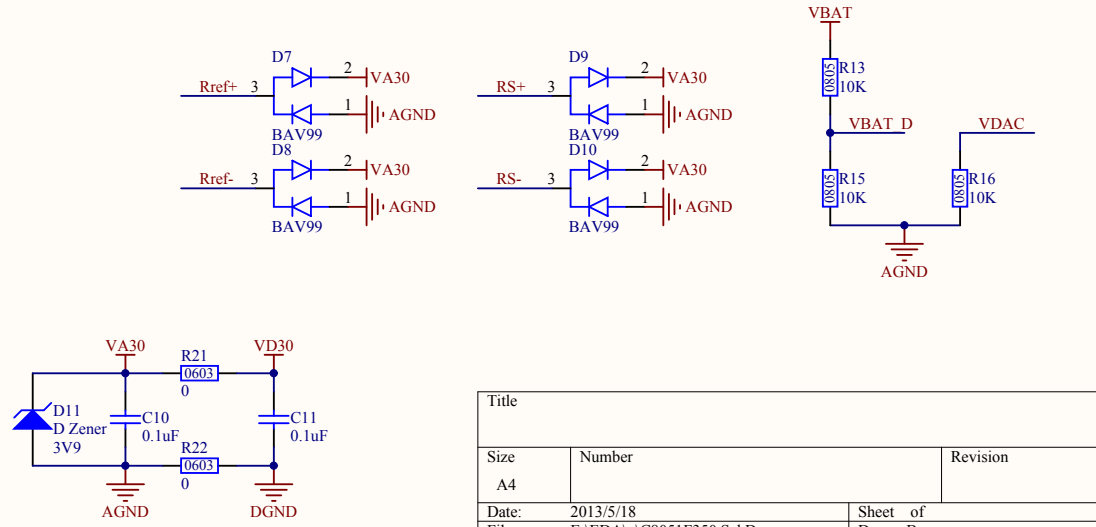 VBAT
D7
D9
2 VA30
2 VA30
R13
0805
10K
Rref+ 3
RS+ 3
1 AGND
1 AGND
BAV99
BAV99
VBAT_D
VDAC
D8
D10
2 VA30
2 VA30
R15
0805
10K
R16
0805
10K
Rref- 3
RS- 3
1 AGND
1 AGND
BAV99
BAV99
AGND
VA30
VD30
R21
0603
0
D11
D Zener
3V9
C10
0.1uF
C11
0.1uF
R22
0603
0
AGND
DGND
Title
Size
Number
Revision
A4
Date:
2013/5/18
Sheet of